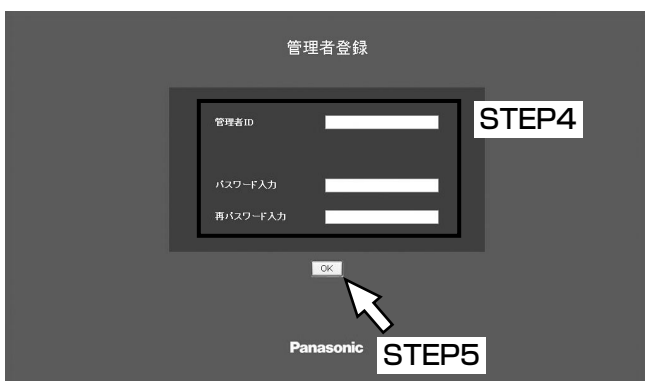 管理者登録
管理者ID
STEP4
パスワード入力
再パスワード入力
OK
Panasonic
STEP5